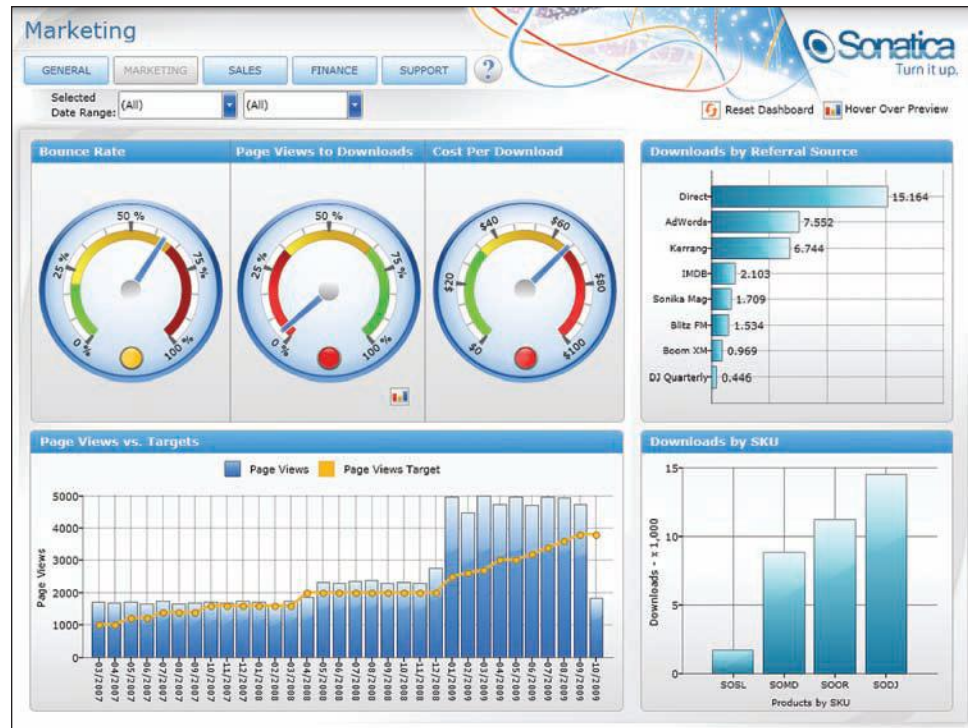 Marketing
Sonatica
Turn it up.
GENERAL MARKETING SALES FINANCE SUPPORT ?
Selected
Date Range: (All) (All)
Reset Dashboard Hover Over Preview
Bounce Rate Page Views to Downloads Cost Per Download
0 % 25 % 50 % 75 % 100 %
0 % 25 % 50 % 75 % 100 %
$0 $20 $40 $60 $80 $100
Downloads by Referral Source
Direct 15.164
AdWords 7.552
Kerrang 6.744
IMDB 2.103
Sonika Mag 1.709
Blitz FM 1.534
Boom XM 0.969
DJ Quarterly 0.446
Page Views vs. Targets
Page Views Page Views Target
Page Views
5000
4000
3000
2000
1000
0
03/2007 04/2007 05/2007 06/2007 07/2007 08/2007 09/2007 10/2007 11/2007 12/2007 01/2008 02/2008 03/2008 04/2008 05/2008 06/2008 07/2008 08/2008 09/2008 10/2008 11/2008 12/2008 01/2009 02/2009 03/2009 04/2009 05/2009 06/2009 07/2009 08/2009 09/2009 10/2009
Downloads by SKU
Downloads - x 1,000
15
10
5
0
SOSL SOMD SOOR SODJ
Products by SKU